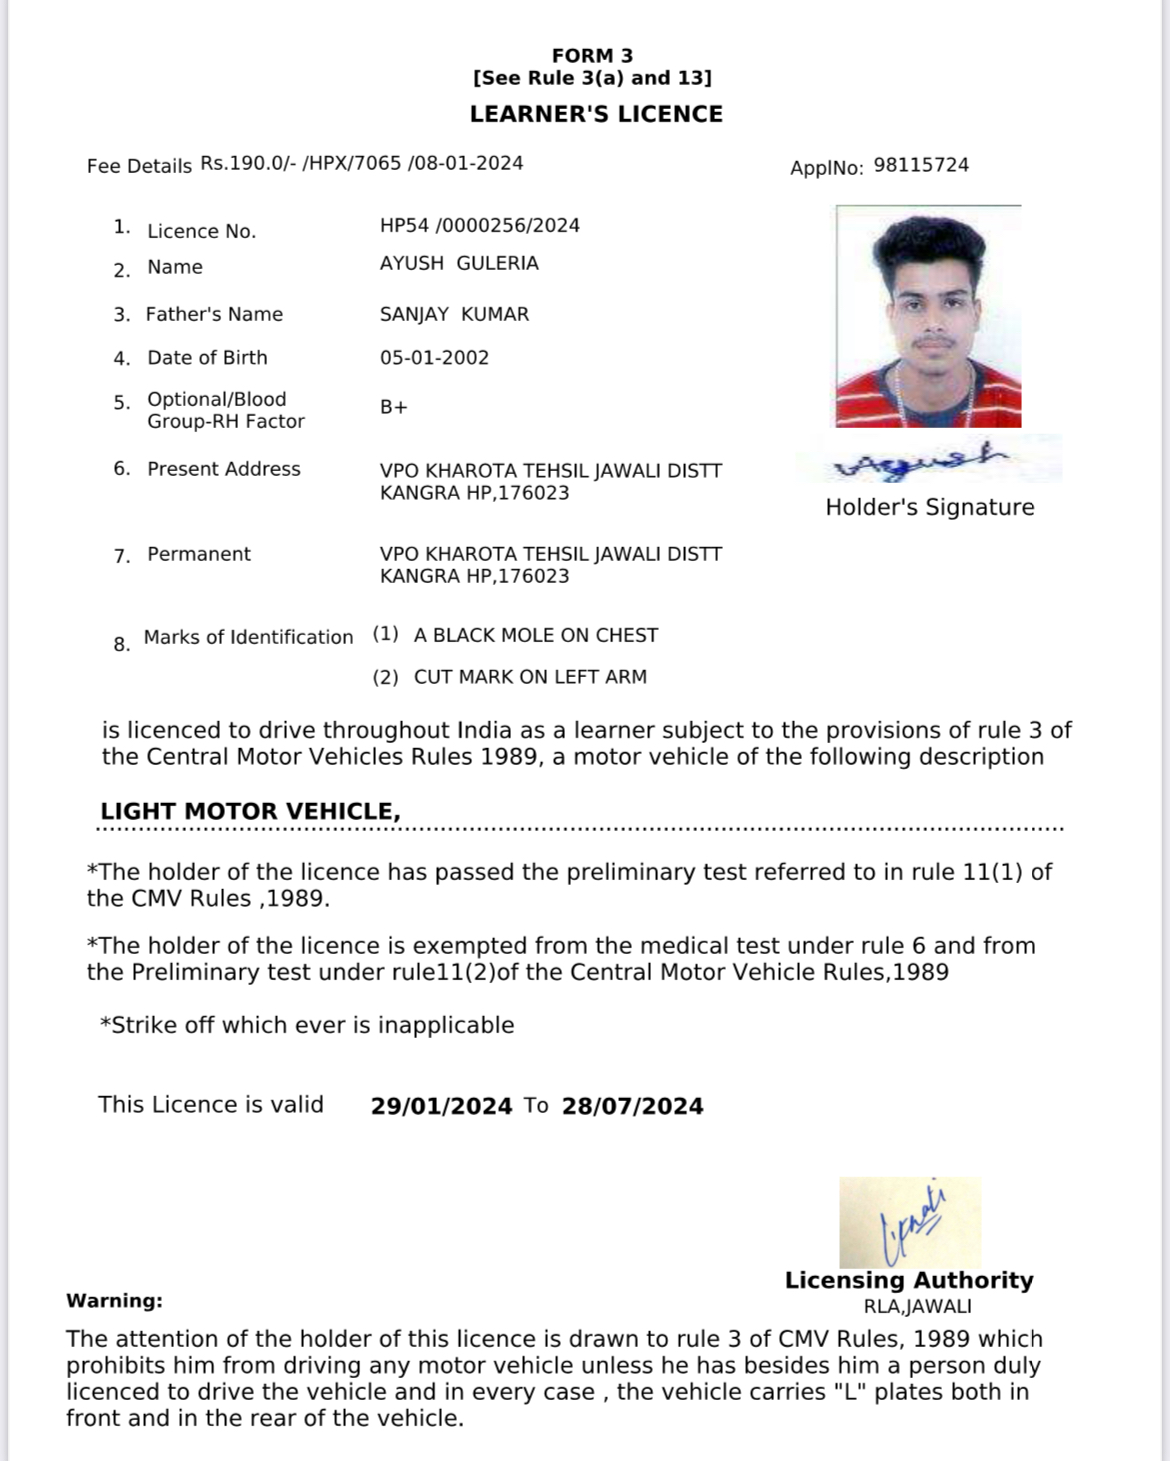 FORM 3
[See Rule 3(a) and 13]
LEARNER'S LICENCE
Fee Details Rs.190.0/- /HPX/7065 /08-01-2024 ApplNo: 98115724
1. Licence No. HP54 /0000256/2024
2. Name AYUSH GULERIA
3. Father's Name SANJAY KUMAR
4. Date of Birth 05-01-2002
5. Optional/Blood
Group-RH Factor B+
6. Present Address VPO KHAROTA TEHSIL JAWALI DISTT
KANGRA HP,176023
Ayush
Holder's Signature
7. Permanent VPO KHAROTA TEHSIL JAWALI DISTT
KANGRA HP,176023
8. Marks of Identification (1) A BLACK MOLE ON CHEST
(2) CUT MARK ON LEFT ARM
is licenced to drive throughout India as a learner subject to the provisions of rule 3 of
the Central Motor Vehicles Rules 1989, a motor vehicle of the following description
LIGHT MOTOR VEHICLE,
*The holder of the licence has passed the preliminary test referred to in rule 11(1) of
the CMV Rules ,1989.
*The holder of the licence is exempted from the medical test under rule 6 and from
the Preliminary test under rule11(2)of the Central Motor Vehicle Rules,1989
*Strike off which ever is inapplicable
This Licence is valid 29/01/2024 To 28/07/2024
Licensing Authority
RLA,JAWALI
Warning:
The attention of the holder of this licence is drawn to rule 3 of CMV Rules, 1989 which
prohibits him from driving any motor vehicle unless he has besides him a person duly
licenced to drive the vehicle and in every case , the vehicle carries "L" plates both in
front and in the rear of the vehicle.